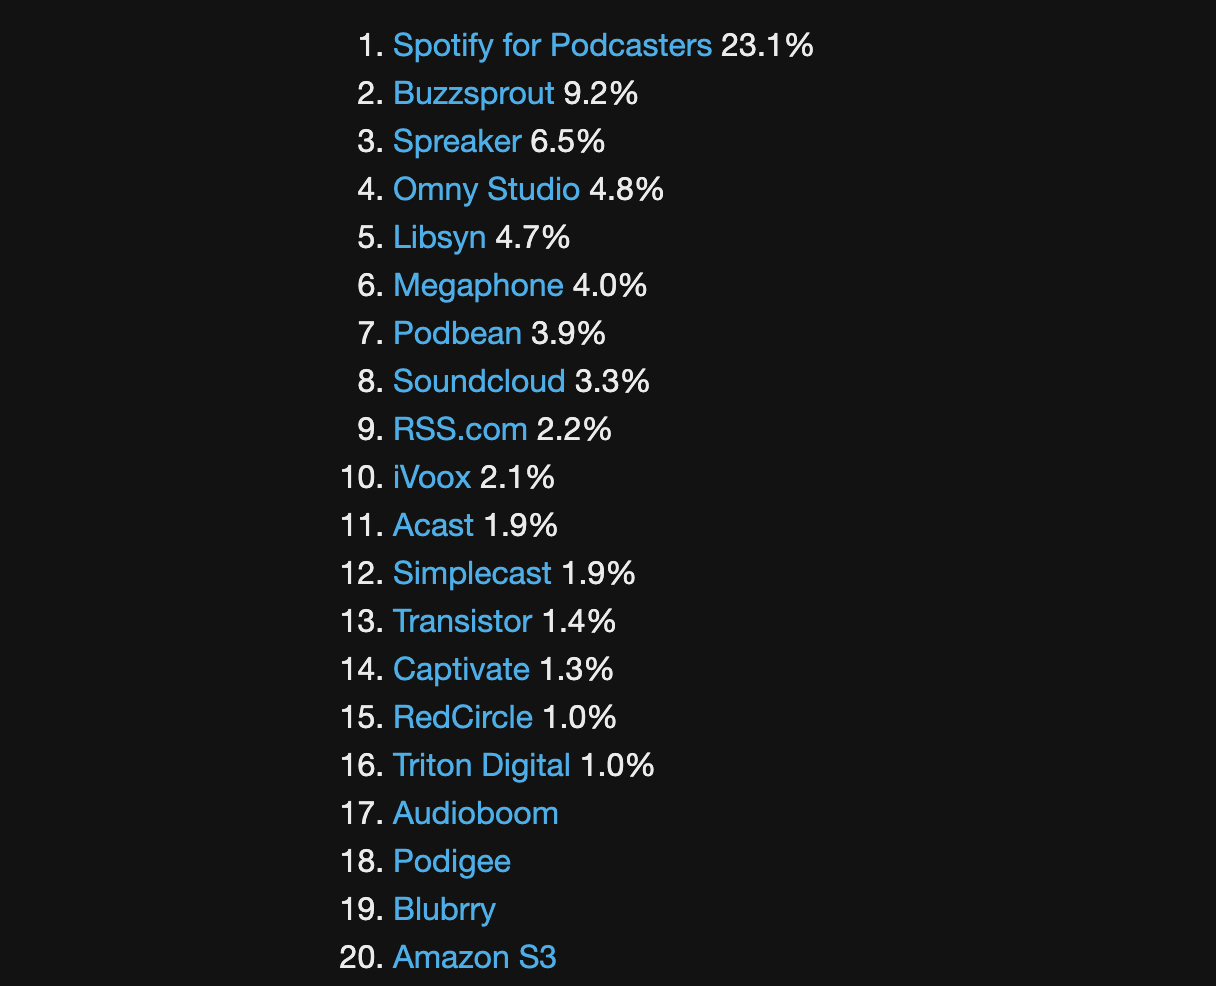 1. Spotify for Podcasters 23.1%
2. Buzzsprout 9.2%
3. Spreaker 6.5%
4. Omny Studio 4.8%
5. Libsyn 4.7%
6. Megaphone 4.0%
7. Podbean 3.9%
8. Soundcloud 3.3%
9. RSS.com 2.2%
10. iVoox 2.1%
11. Acast 1.9%
12. Simplecast 1.9%
13. Transistor 1.4%
14. Captivate 1.3%
15. RedCircle 1.0%
16. Triton Digital 1.0%
17. Audioboom
18. Podigee
19. Blubrry
20. Amazon S3